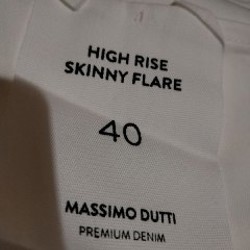 HIGH RISE
SKINNY FLARE
40
MASSIMO DUTTI
PREMIUM DENIM